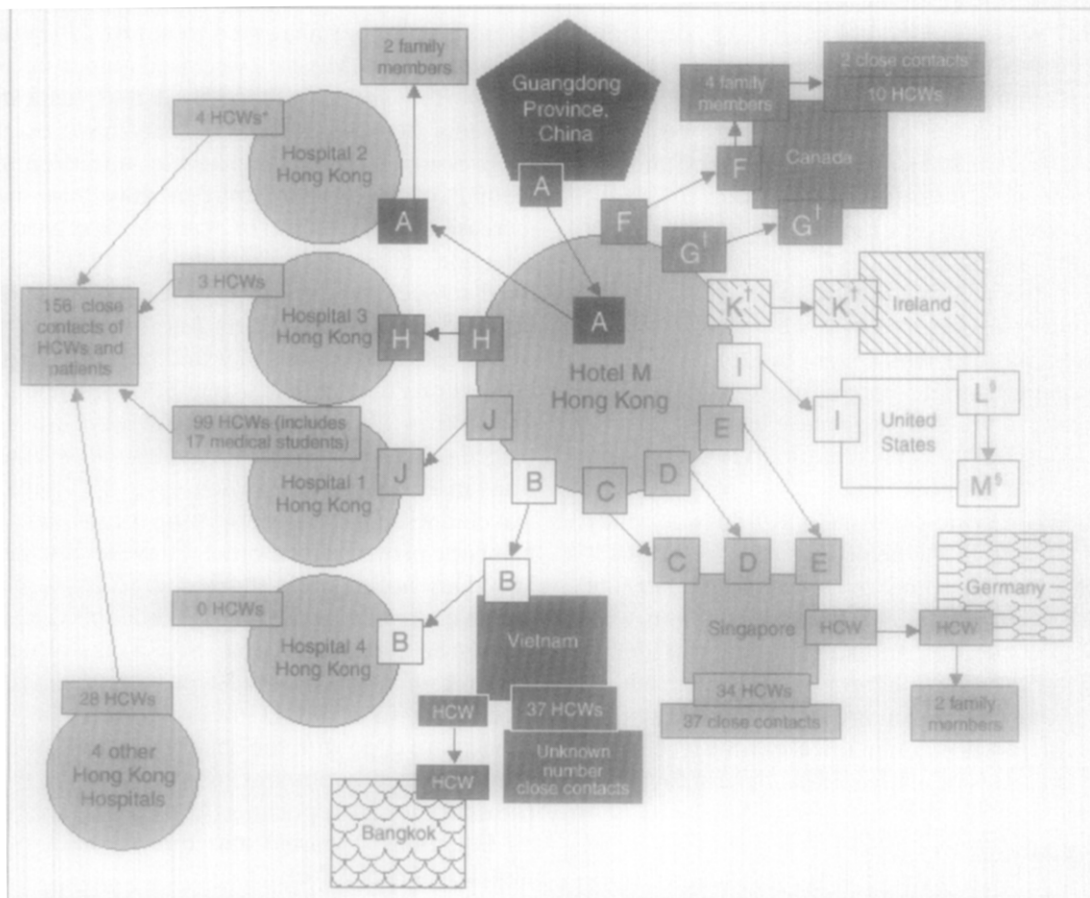 2 family
members
Guangdong
Province,
China
4 family
members
2 close contacts
10 HCWs
4 HCWs*
Hospital 2
Hong Kong
Canada
A
F
A
F
G†
G†
3 HCWs
156 close
contacts of
HCWs and
patients
Hospital 3
Hong Kong
H
H
A
K†
K†
Ireland
Hotel M
Hong Kong
I
I
United
States
L§
M§
99 HCWs (includes
17 medical students)
J
J
E
Hospital 1
Hong Kong
B
C
D
C
D
E
0 HCWs
Hospital 4
Hong Kong
B
B
Vietnam
Singapore
HCW
HCW
Germany
28 HCWs
4 other
Hong Kong
Hospitals
HCW
37 HCWs
34 HCWs
37 close contacts
2 family
members
HCW
Unknown
number
close contacts
Bangkok